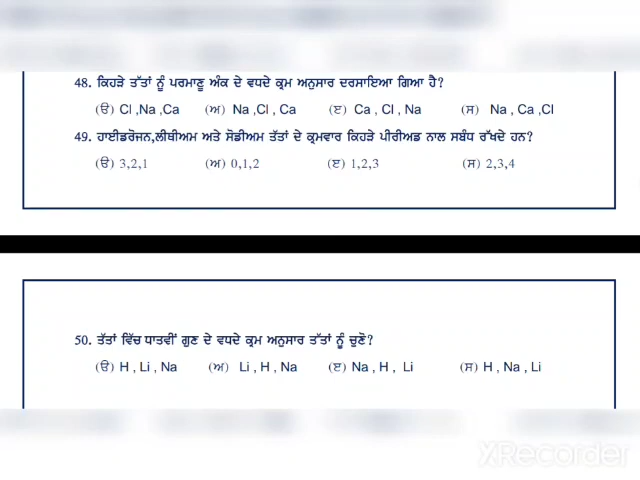 48. ਕਿਹੜੇ ਤੱਤਾਂ ਨੂੰ ਪਰਮਾਣੂ ਅੰਕ ਦੇ ਵਧਦੇ ਕ੍ਰਮ ਅਨੁਸਾਰ ਦਰਸਾਇਆ ਗਿਆ ਹੈ?
(ੳ) Cl ,Na ,Ca (ਅ) Na ,Cl , Ca (ੲ) Ca , Cl , Na (ਸ) Na , Ca ,Cl
49. ਹਾਈਡਰੋਜਨ,ਲੀਥੀਅਮ ਅਤੇ ਸੋਡੀਅਮ ਤੱਤਾਂ ਦੇ ਕ੍ਰਮਵਾਰ ਕਿਹੜੇ ਪੀਰੀਅਡ ਨਾਲ ਸਬੰਧ ਰੱਖਦੇ ਹਨ?
(ੳ) 3,2,1 (ਅ) 0,1,2 (ੲ) 1,2,3 (ਸ) 2,3,4
50. ਤੱਤਾਂ ਵਿੱਚ ਧਾਤਵੀਂ ਗੁਣ ਦੇ ਵਧਦੇ ਕ੍ਰਮ ਅਨੁਸਾਰ ਤੱਤਾਂ ਨੂੰ ਚੁਣੋ?
(ੳ) H , Li , Na (ਅ) Li , H , Na (ੲ) Na , H , Li (ਸ) H , Na , Li
XRecorder